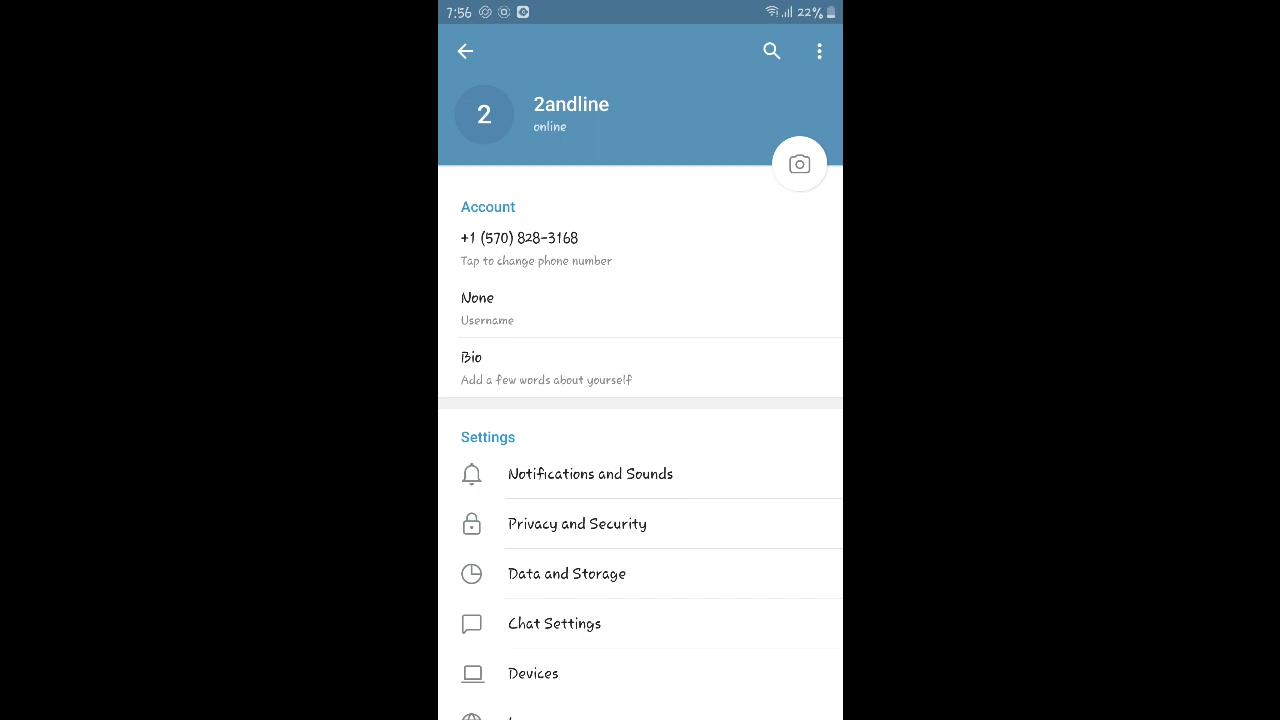 7:56 22%
2
2andline
online
Account
+1 (570) 828-3168
Tap to change phone number
None
Username
Bio
Add a few words about yourself
Settings
Notifications and Sounds
Privacy and Security
Data and Storage
Chat Settings
Devices